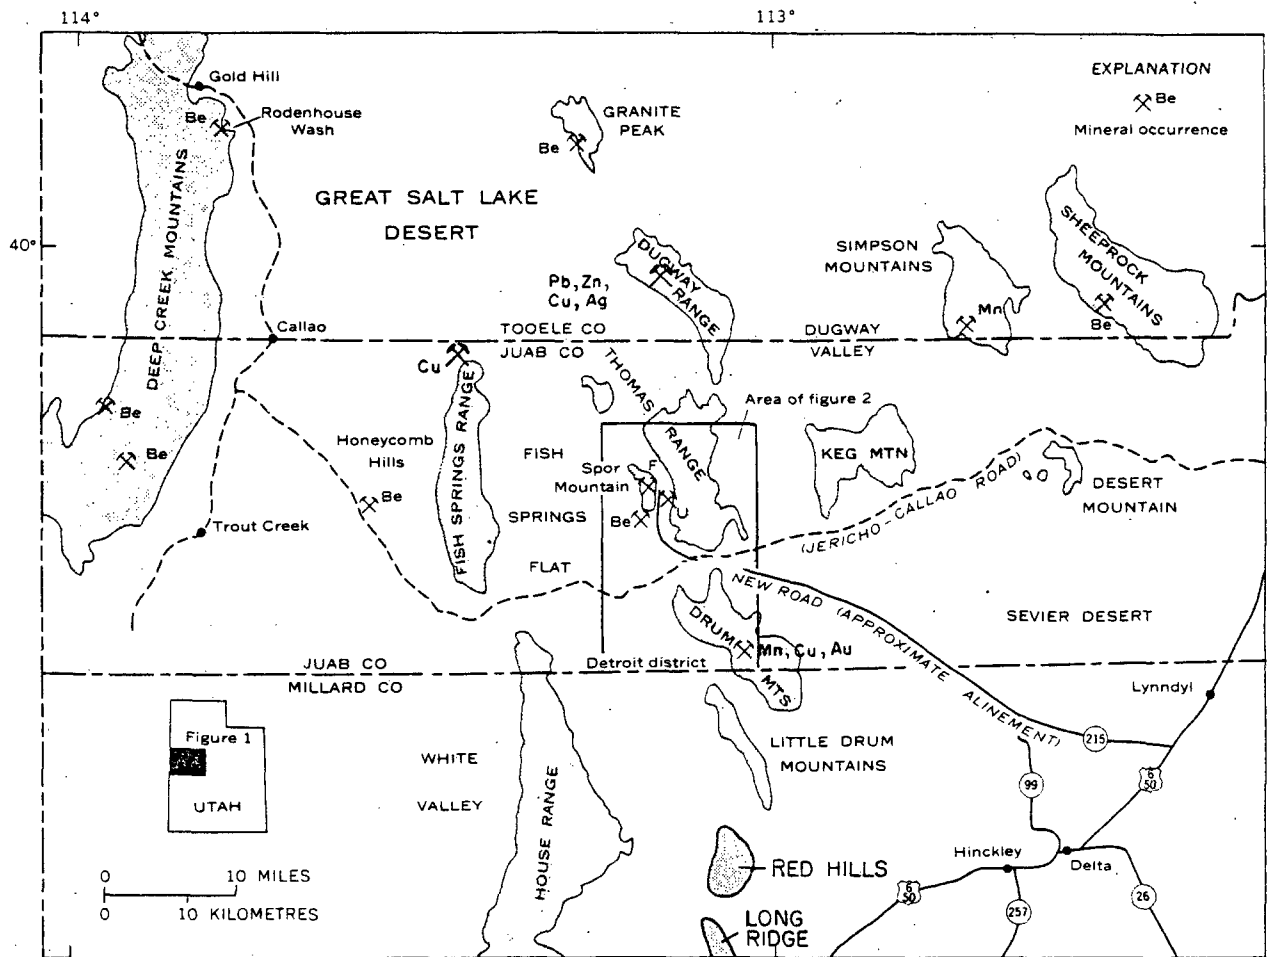 114°
113°
Gold Hill
Be
Rodenhouse
Wash
GRANITE
PEAK
Be
EXPLANATION
Be
Mineral occurrence
GREAT SALT LAKE
DESERT
40°
DEEP CREEK MOUNTAINS
DUGWAY
RANGE
Pb, Zn,
Cu, Ag
SIMPSON
MOUNTAINS
Mn
SHEEPROCK
MOUNTAINS
Be
Callao
TOOELE CO
JUAB CO
DUGWAY
VALLEY
Cu
THOMAS
RANGE
Area of figure 2
Be
Be
Honeycomb
Hills
Be
FISH SPRINGS RANGE
FISH
SPRINGS
FLAT
Spor
Mountain
F
U
Be
KEG MTN
DESERT
MOUNTAIN
(JERICHO-CALLAO ROAD)
Trout Creek
NEW ROAD (APPROXIMATE ALINEMENT)
SEVIER DESERT
DRUM
MTS
Mn, Cu, Au
Detroit district
JUAB CO
MILLARD CO
Lynndyl
Figure 1
UTAH
WHITE
VALLEY
HOUSE RANGE
LITTLE DRUM
MOUNTAINS
215
99
6
50
Hinckley
Delta
RED HILLS
6
50
257
26
LONG
RIDGE
0 10 MILES
0 10 KILOMETRES